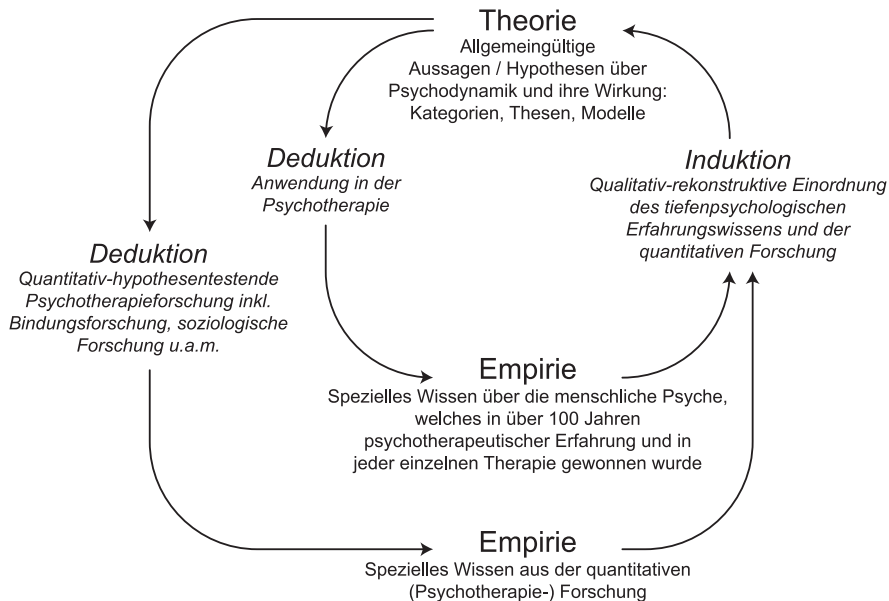 Theorie
Allgemeingültige
Aussagen / Hypothesen über
Psychodynamik und ihre Wirkung:
Kategorien, Thesen, Modelle
Deduktion
Anwendung in der
Psychotherapie
Induktion
Qualitativ-rekonstruktive Einordnung
des tiefenpsychologischen
Erfahrungswissens und der
quantitativen Forschung
Deduktion
Quantitativ-hypothesentestende
Psychotherapieforschung inkl.
Bindungsforschung, soziologische
Forschung u.a.m.
Empirie
Spezielles Wissen über die menschliche Psyche,
welches in über 100 Jahren
psychotherapeutischer Erfahrung und in
jeder einzelnen Therapie gewonnen wurde
Empirie
Spezielles Wissen aus der quantitativen
(Psychotherapie-) Forschung